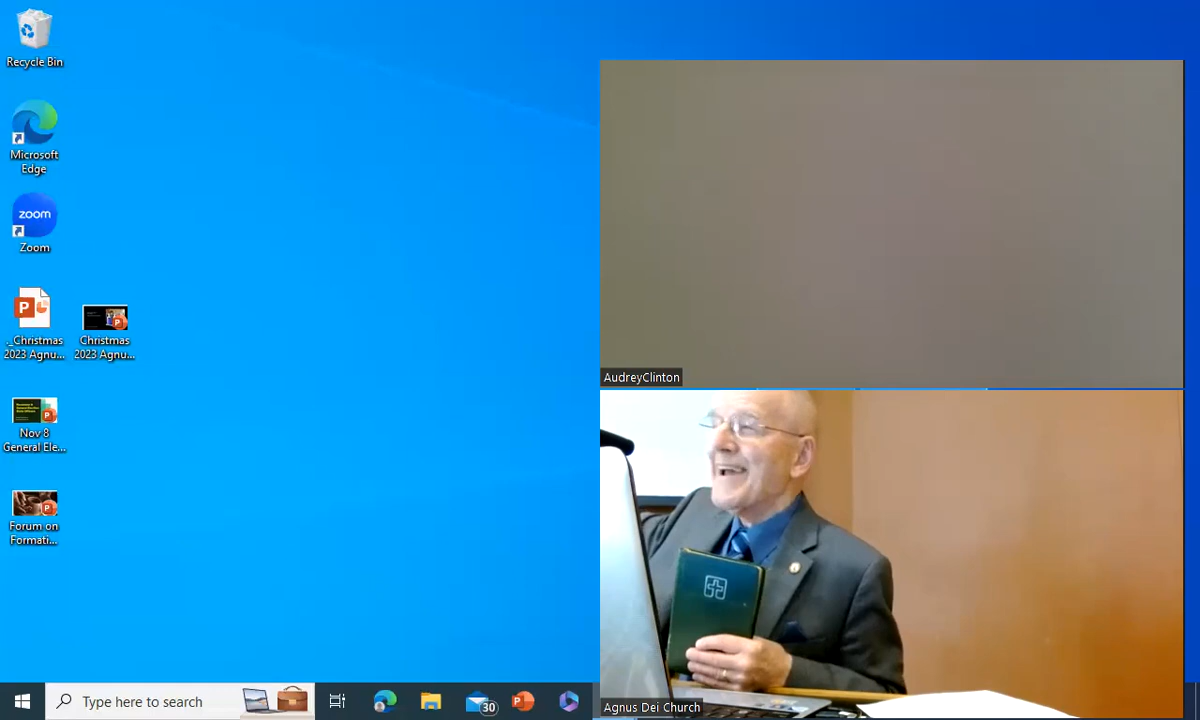 Recycle Bin
Microsoft
Edge
zoom
Zoom
P
._Christmas
2023 Agnu...
Christmas
2023 Agnu...
Nov 8
General Ele...
Forum on
Formati...
Type here to search
30
AudreyClinton
Agnus Dei Church